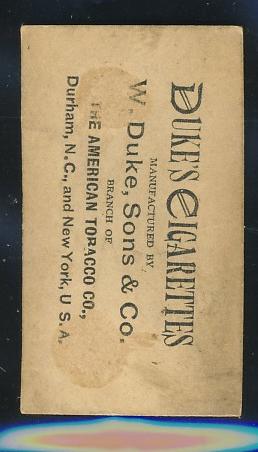 DUKE'S CIGARETTES
MANUFACTURED BY
W. Duke, Sons & Co.
BRANCH OF
THE AMERICAN TOBACCO CO.,
Durham, N.C., and New York, U. S. A.